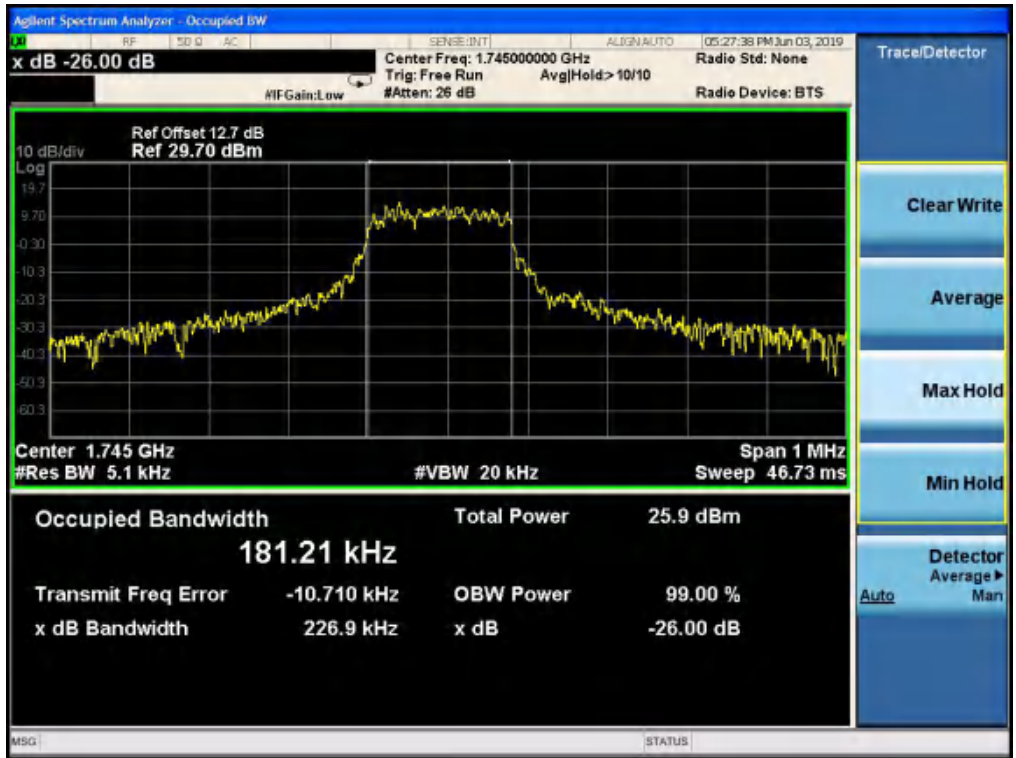 Agilent Spectrum Analyzer - Occupied BW
RF 50 Ω AC SENSE:INT ALIGN AUTO 05:27:38 PM Jun 03, 2019
x dB -26.00 dB
Center Freq: 1.745000000 GHz
Radio Std: None
Trig: Free Run Avg|Hold:> 10/10
#IFGain:Low #Atten: 26 dB
Radio Device: BTS
Trace/Detector
Ref Offset 12.7 dB
10 dB/div Ref 29.70 dBm
Log
19.7
9.70
-0.30
-10.3
-20.3
-30.3
-40.3
-50.3
-60.3
Center 1.745 GHz Span 1 MHz
#Res BW 5.1 kHz #VBW 20 kHz Sweep 46.73 ms
Clear Write
Average
Max Hold
Min Hold
Detector
Average▶
Auto Man
Occupied Bandwidth Total Power 25.9 dBm
181.21 kHz
Transmit Freq Error -10.710 kHz OBW Power 99.00 %
x dB Bandwidth 226.9 kHz x dB -26.00 dB
MSG STATUS